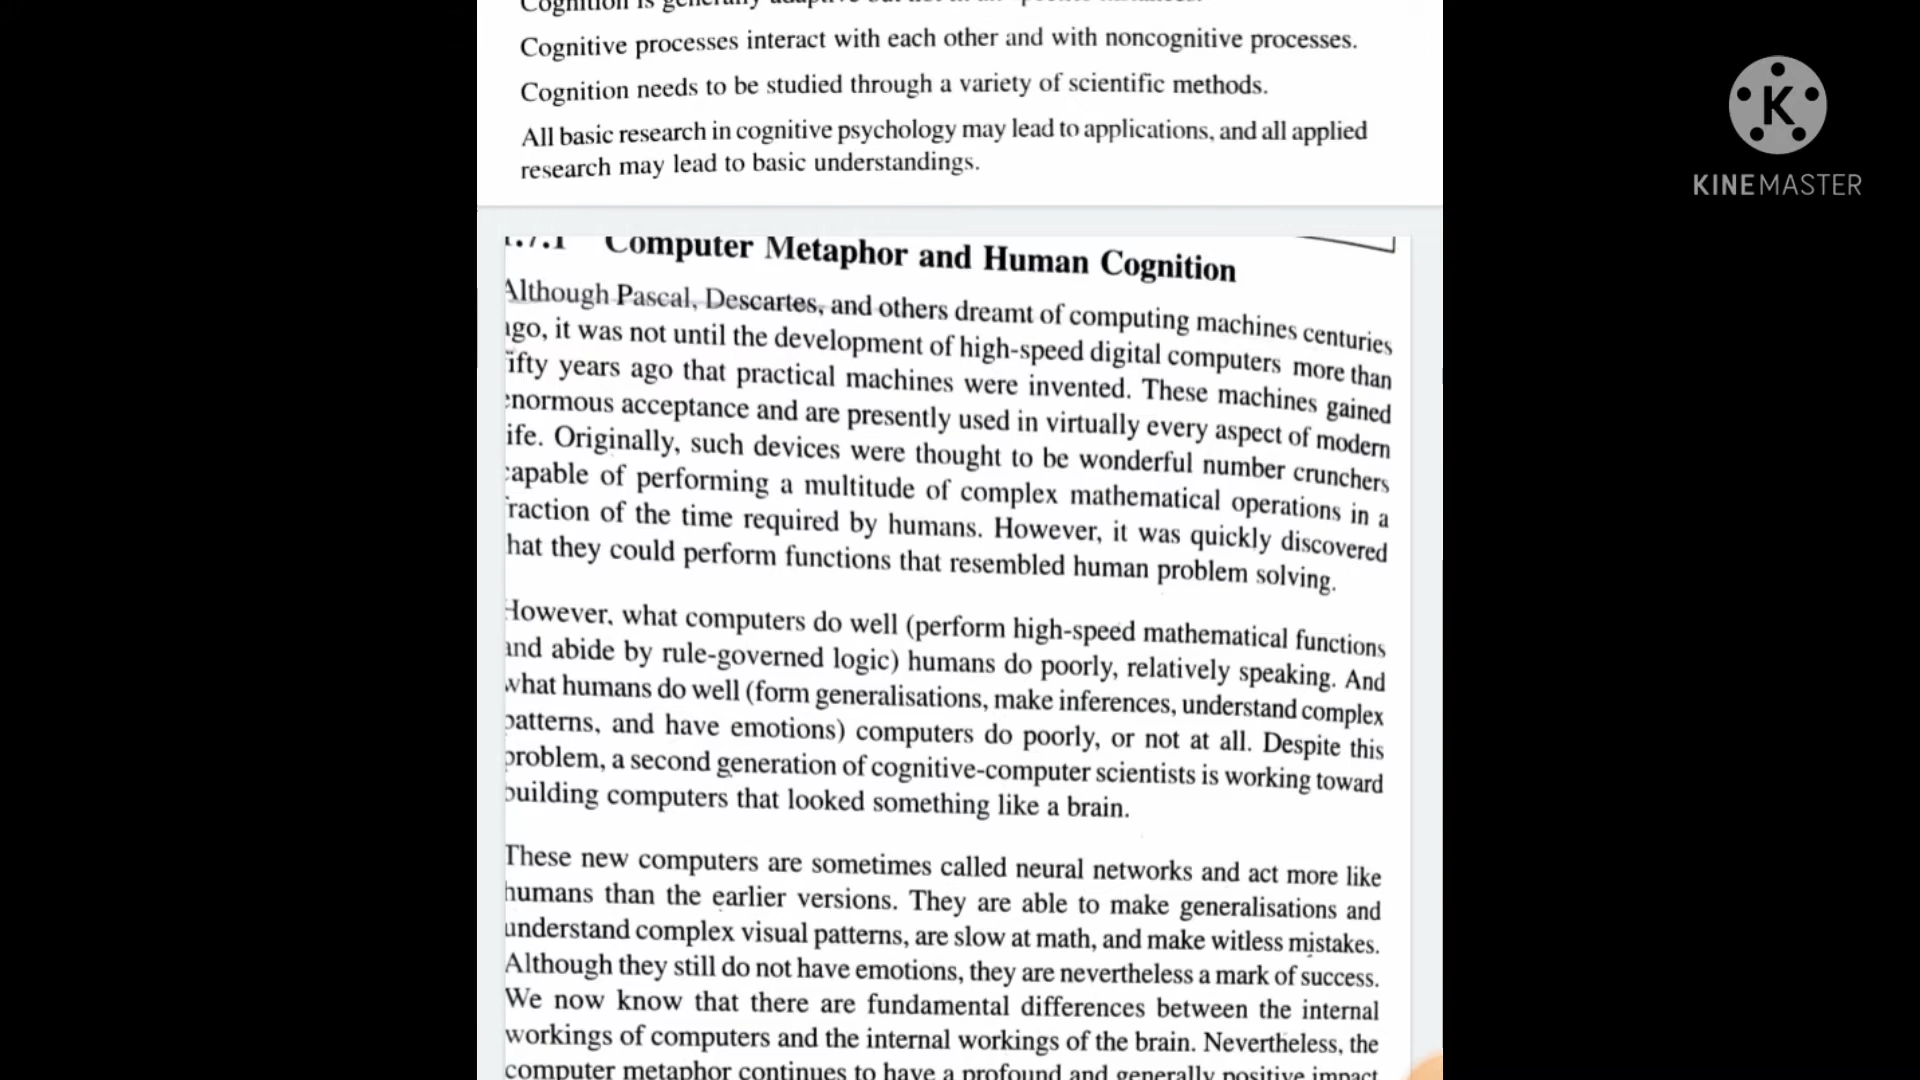 Cognition is generally adaptive but not in all specific instances.
Cognitive processes interact with each other and with noncognitive processes.
Cognition needs to be studied through a variety of scientific methods.
All basic research in cognitive psychology may lead to applications, and all applied
research may lead to basic understandings.
K
KINEMASTER
1.7.1 Computer Metaphor and Human Cognition
Although Pascal, Descartes, and others dreamt of computing machines centuries
ago, it was not until the development of high-speed digital computers more than
fifty years ago that practical machines were invented. These machines gained
enormous acceptance and are presently used in virtually every aspect of modern
life. Originally, such devices were thought to be wonderful number crunchers
capable of performing a multitude of complex mathematical operations in a
fraction of the time required by humans. However, it was quickly discovered
that they could perform functions that resembled human problem solving.
However, what computers do well (perform high-speed mathematical functions
and abide by rule-governed logic) humans do poorly, relatively speaking. And
what humans do well (form generalisations, make inferences, understand complex
patterns, and have emotions) computers do poorly, or not at all. Despite this
problem, a second generation of cognitive-computer scientists is working toward
building computers that looked something like a brain.
These new computers are sometimes called neural networks and act more like
humans than the earlier versions. They are able to make generalisations and
understand complex visual patterns, are slow at math, and make witless mistakes.
Although they still do not have emotions, they are nevertheless a mark of success.
We now know that there are fundamental differences between the internal
workings of computers and the internal workings of the brain. Nevertheless, the
computer metaphor continues to have a profound and generally positive impact